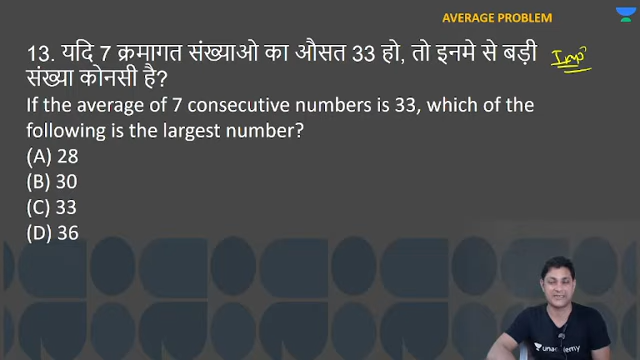 AVERAGE PROBLEM
13. यदि 7 क्रमागत संख्याओ का औसत 33 हो, तो इनमे से बड़ी
Imp
संख्या कोनसी है?
If the average of 7 consecutive numbers is 33, which of the
following is the largest number?
(A) 28
(B) 30
(C) 33
(D) 36
unacademy